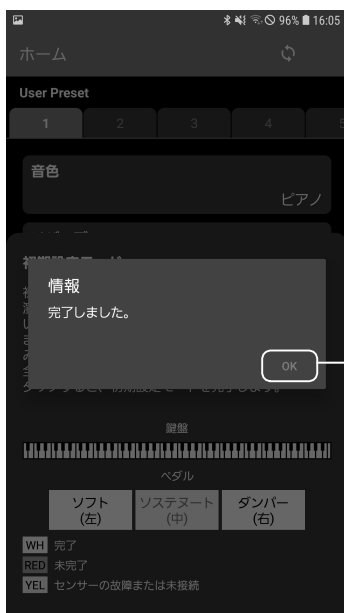 96% 16:05
ホーム
User Preset
1 2 3 4 5
音色
ピアノ
情報
完了しました。
OK
鍵盤
ペダル
ソフト
(左)
ソステヌート
(中)
ダンパー
(右)
WH 完了
RED 未完了
YEL センサーの故障または未接続